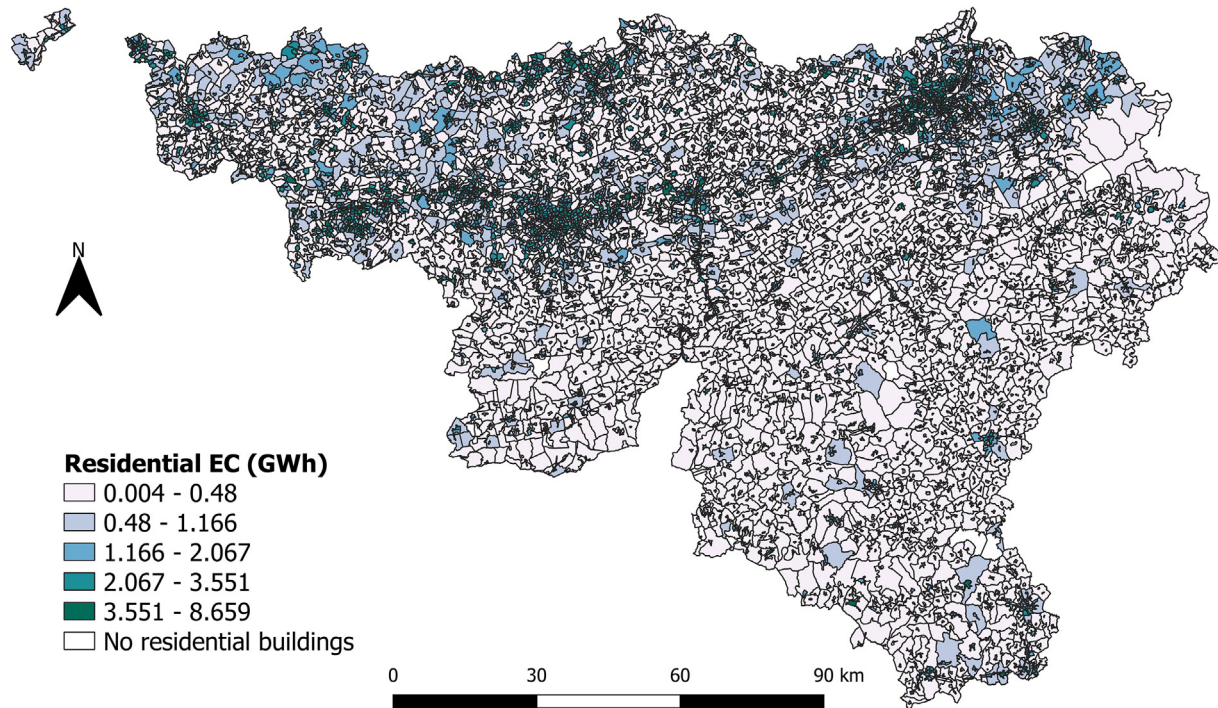 N
Residential EC (GWh)
0.004 - 0.48
0.48 - 1.166
1.166 - 2.067
2.067 - 3.551
3.551 - 8.659
No residential buildings
0 30 60 90 km